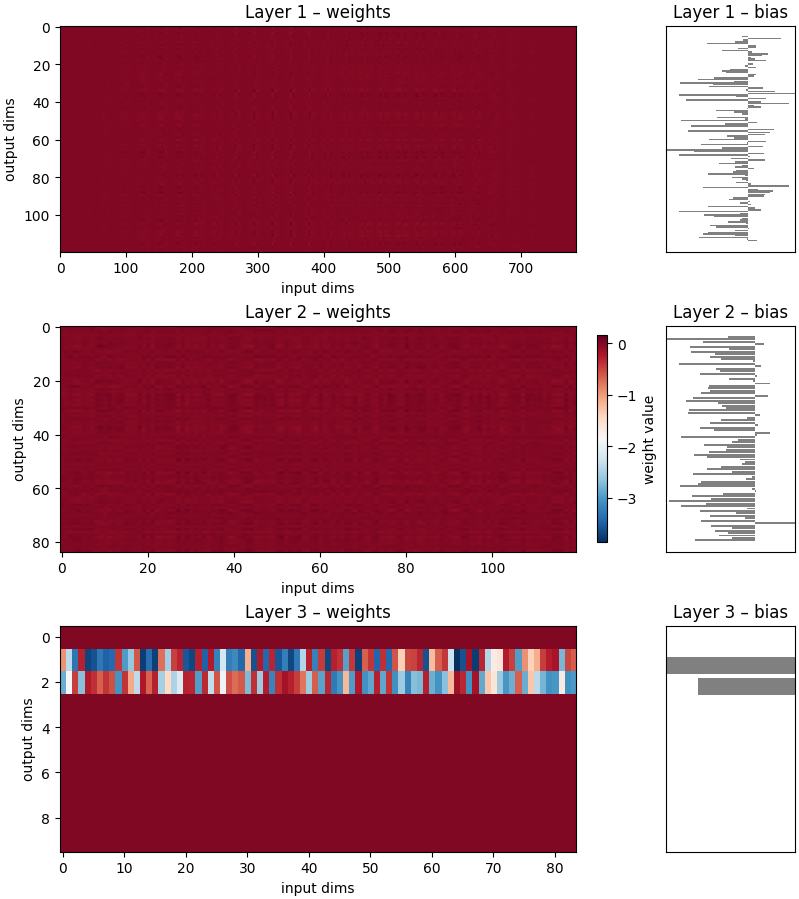 Layer 1 – weights
Layer 1 – bias
0
20
40
60
80
100
output dims
0 100 200 300 400 500 600 700
input dims
Layer 2 – weights
Layer 2 – bias
0
20
40
60
80
output dims
0 20 40 60 80 100
input dims
0
−1
−2
−3
weight value
Layer 3 – weights
Layer 3 – bias
0
2
4
6
8
output dims
0 10 20 30 40 50 60 70 80
input dims